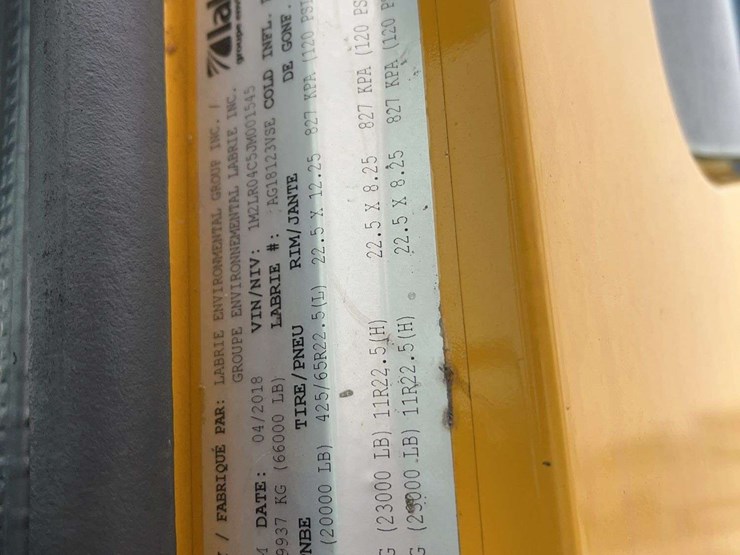 / FABRIQUÉ PAR: LABRIE ENVIRONMENTAL GROUP INC. /
GROUPE ENVIRONNEMENTAL LABRIE INC.
DATE: 04/2018 VIN/NIV: 1M2LR04C5JM001545
9937 KG (66000 LB) LABRIE #: AG18123VSE COLD INFL.
NBE TIRE/PNEU RIM/JANTE DE GONF.
(20000 LB) 425/65R22.5(L) 22.5 X 12.25 827 KPA (120 PSI
G (23000 LB) 11R22.5(H) 22.5 X 8.25 827 KPA (120 PS
G (23000 LB) 11R22.5(H) 22.5 X 8.25 827 KPA (120 P
lab
groupe